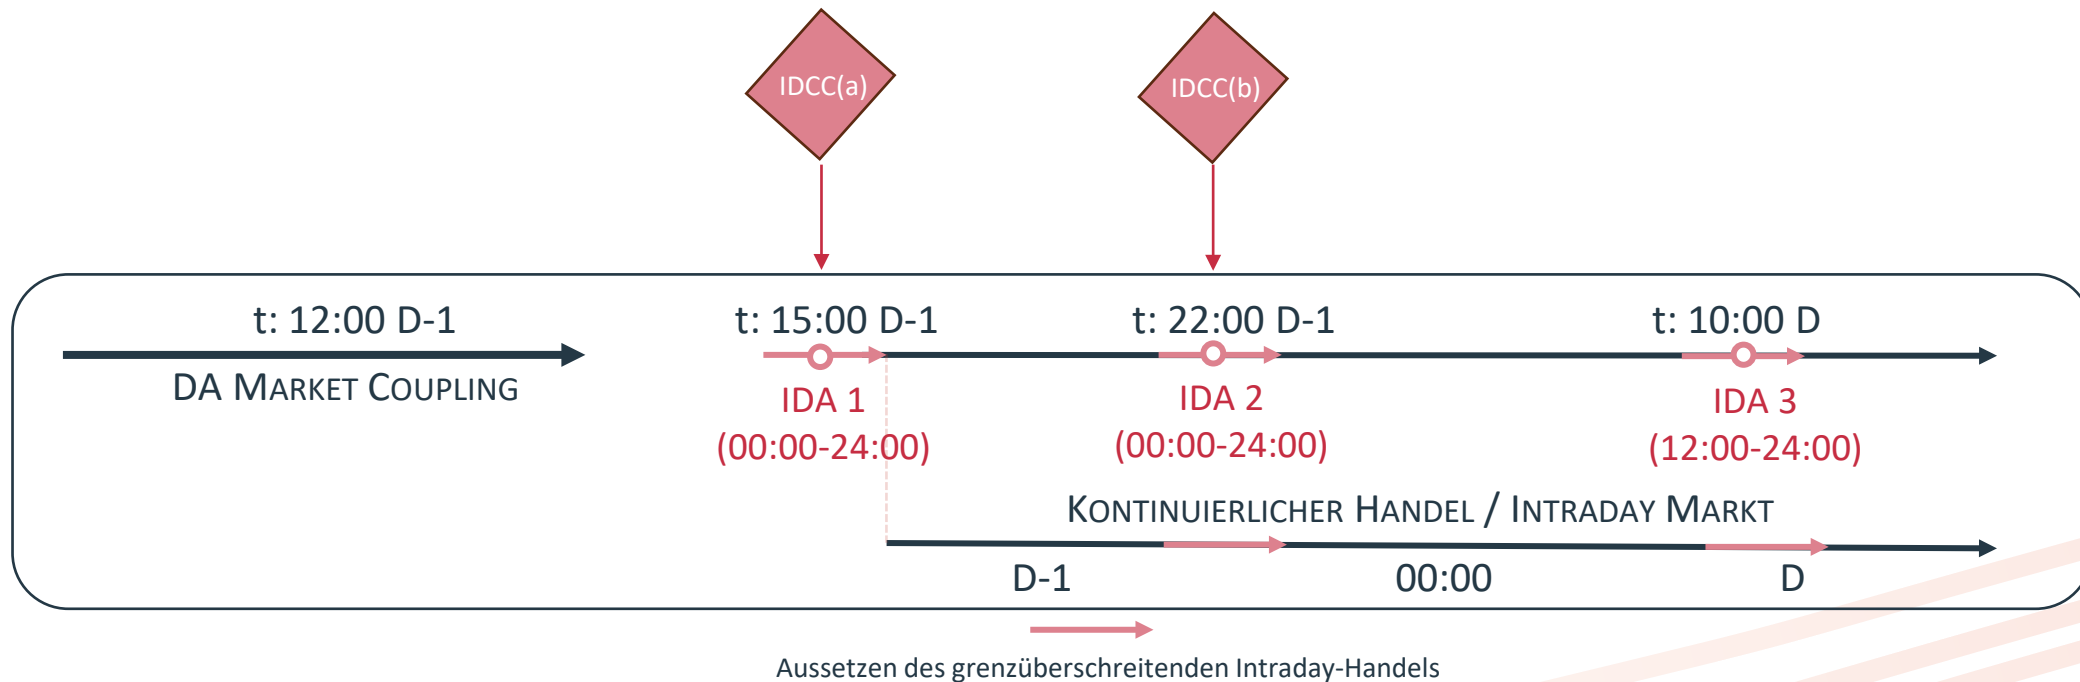 IDCC(a)
IDCC(b)
t: 12:00 D-1
t: 15:00 D-1
t: 22:00 D-1
t: 10:00 D
DA MARKET COUPLING
IDA 1
(00:00-24:00)
IDA 2
(00:00-24:00)
IDA 3
(12:00-24:00)
KONTINUIERLICHER HANDEL / INTRADAY MARKT
D-1
00:00
D
Aussetzen des grenzüberschreitenden Intraday-Handels